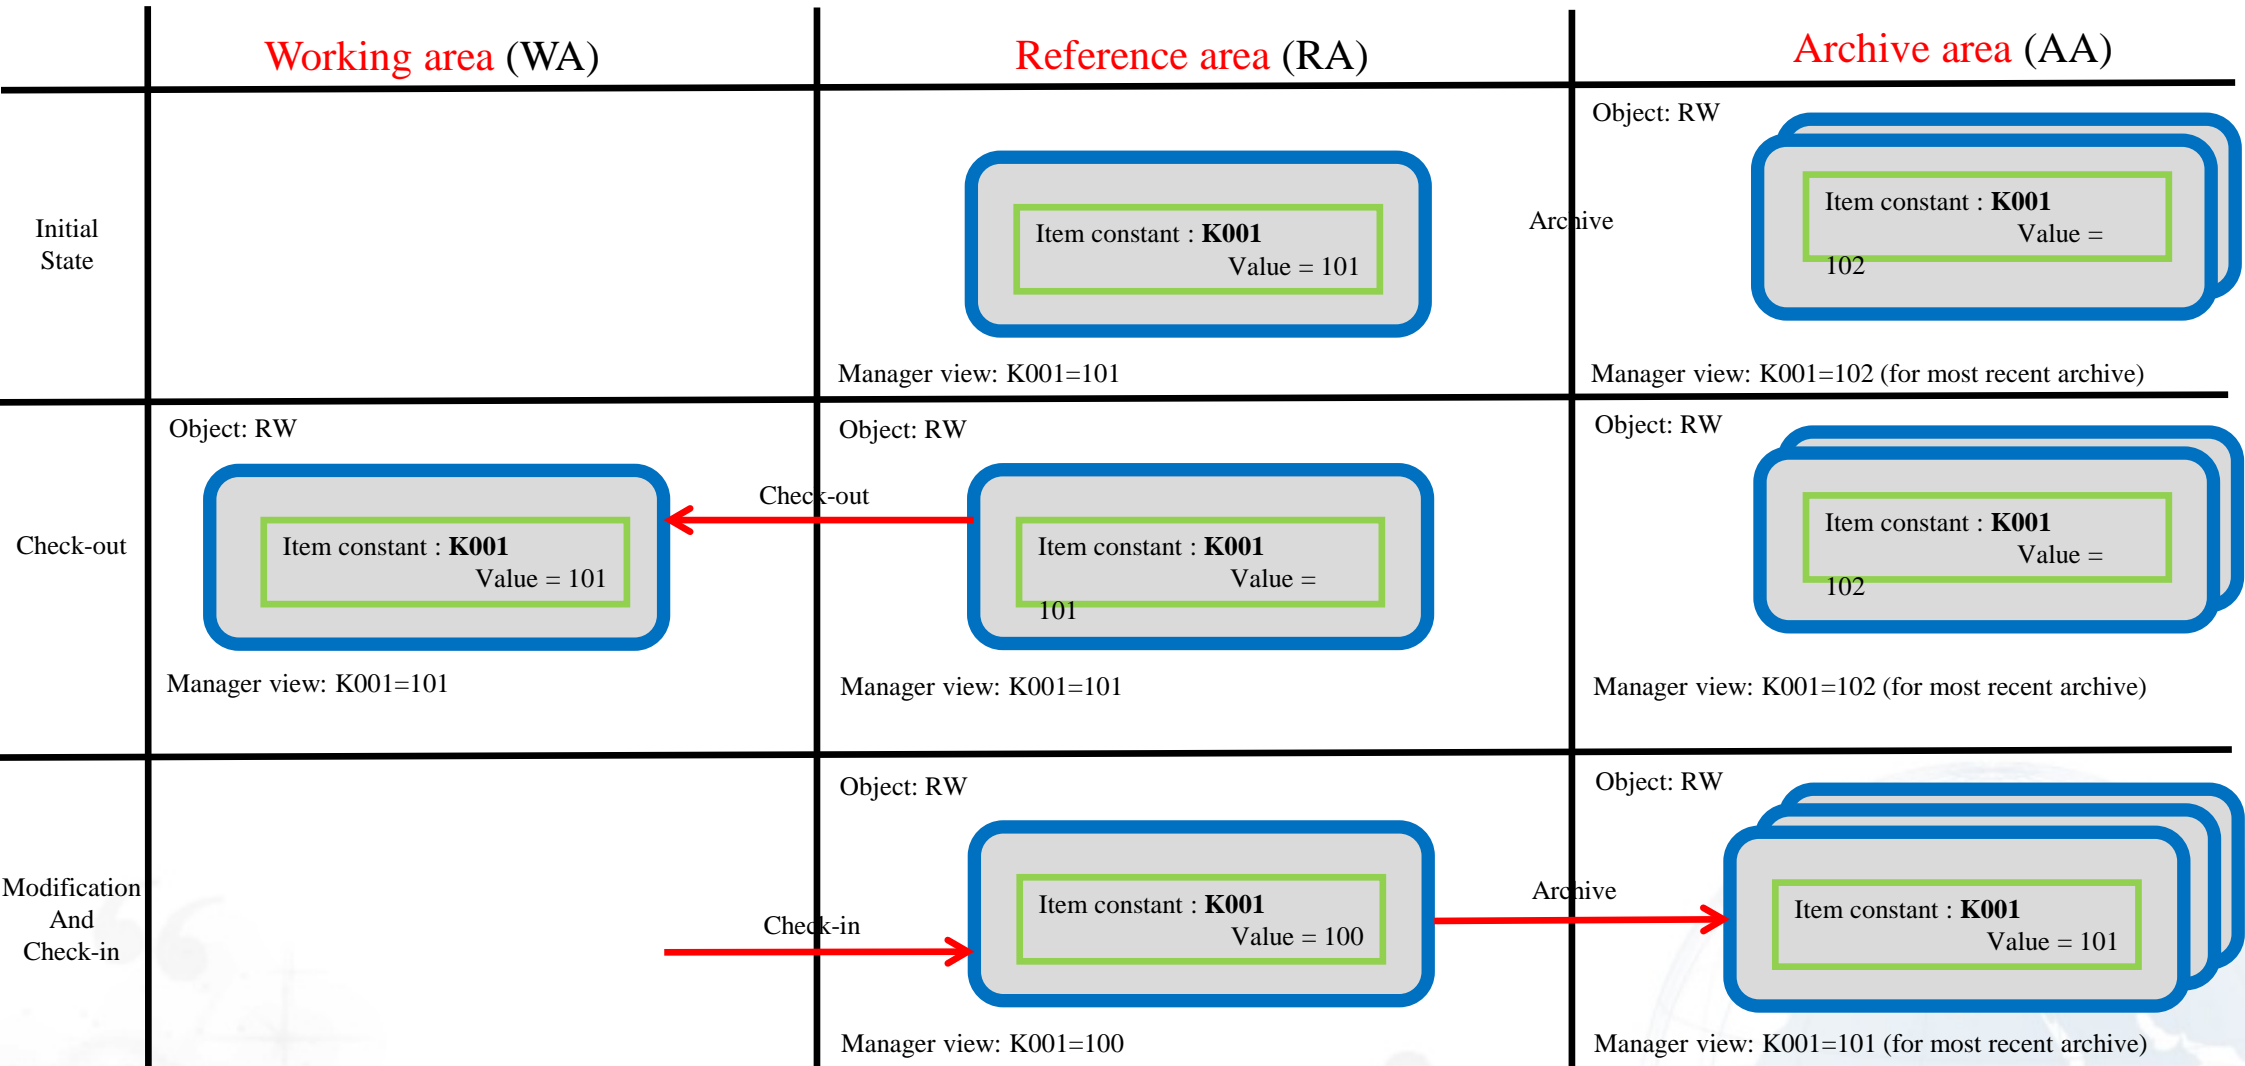 Working area (WA)
Reference area (RA)
Archive area (AA)
Initial
State
Item constant : K001
Value = 101
Manager view: K001=101
Archive
Object: RW
Item constant : K001
Value =
102
Manager view: K001=102 (for most recent archive)
Check-out
Object: RW
Item constant : K001
Value = 101
Manager view: K001=101
Check-out
Object: RW
Item constant : K001
Value =
101
Manager view: K001=101
Object: RW
Item constant : K001
Value =
102
Manager view: K001=102 (for most recent archive)
Modification
And
Check-in
Check-in
Object: RW
Item constant : K001
Value = 100
Manager view: K001=100
Archive
Object: RW
Item constant : K001
Value = 101
Manager view: K001=101 (for most recent archive)